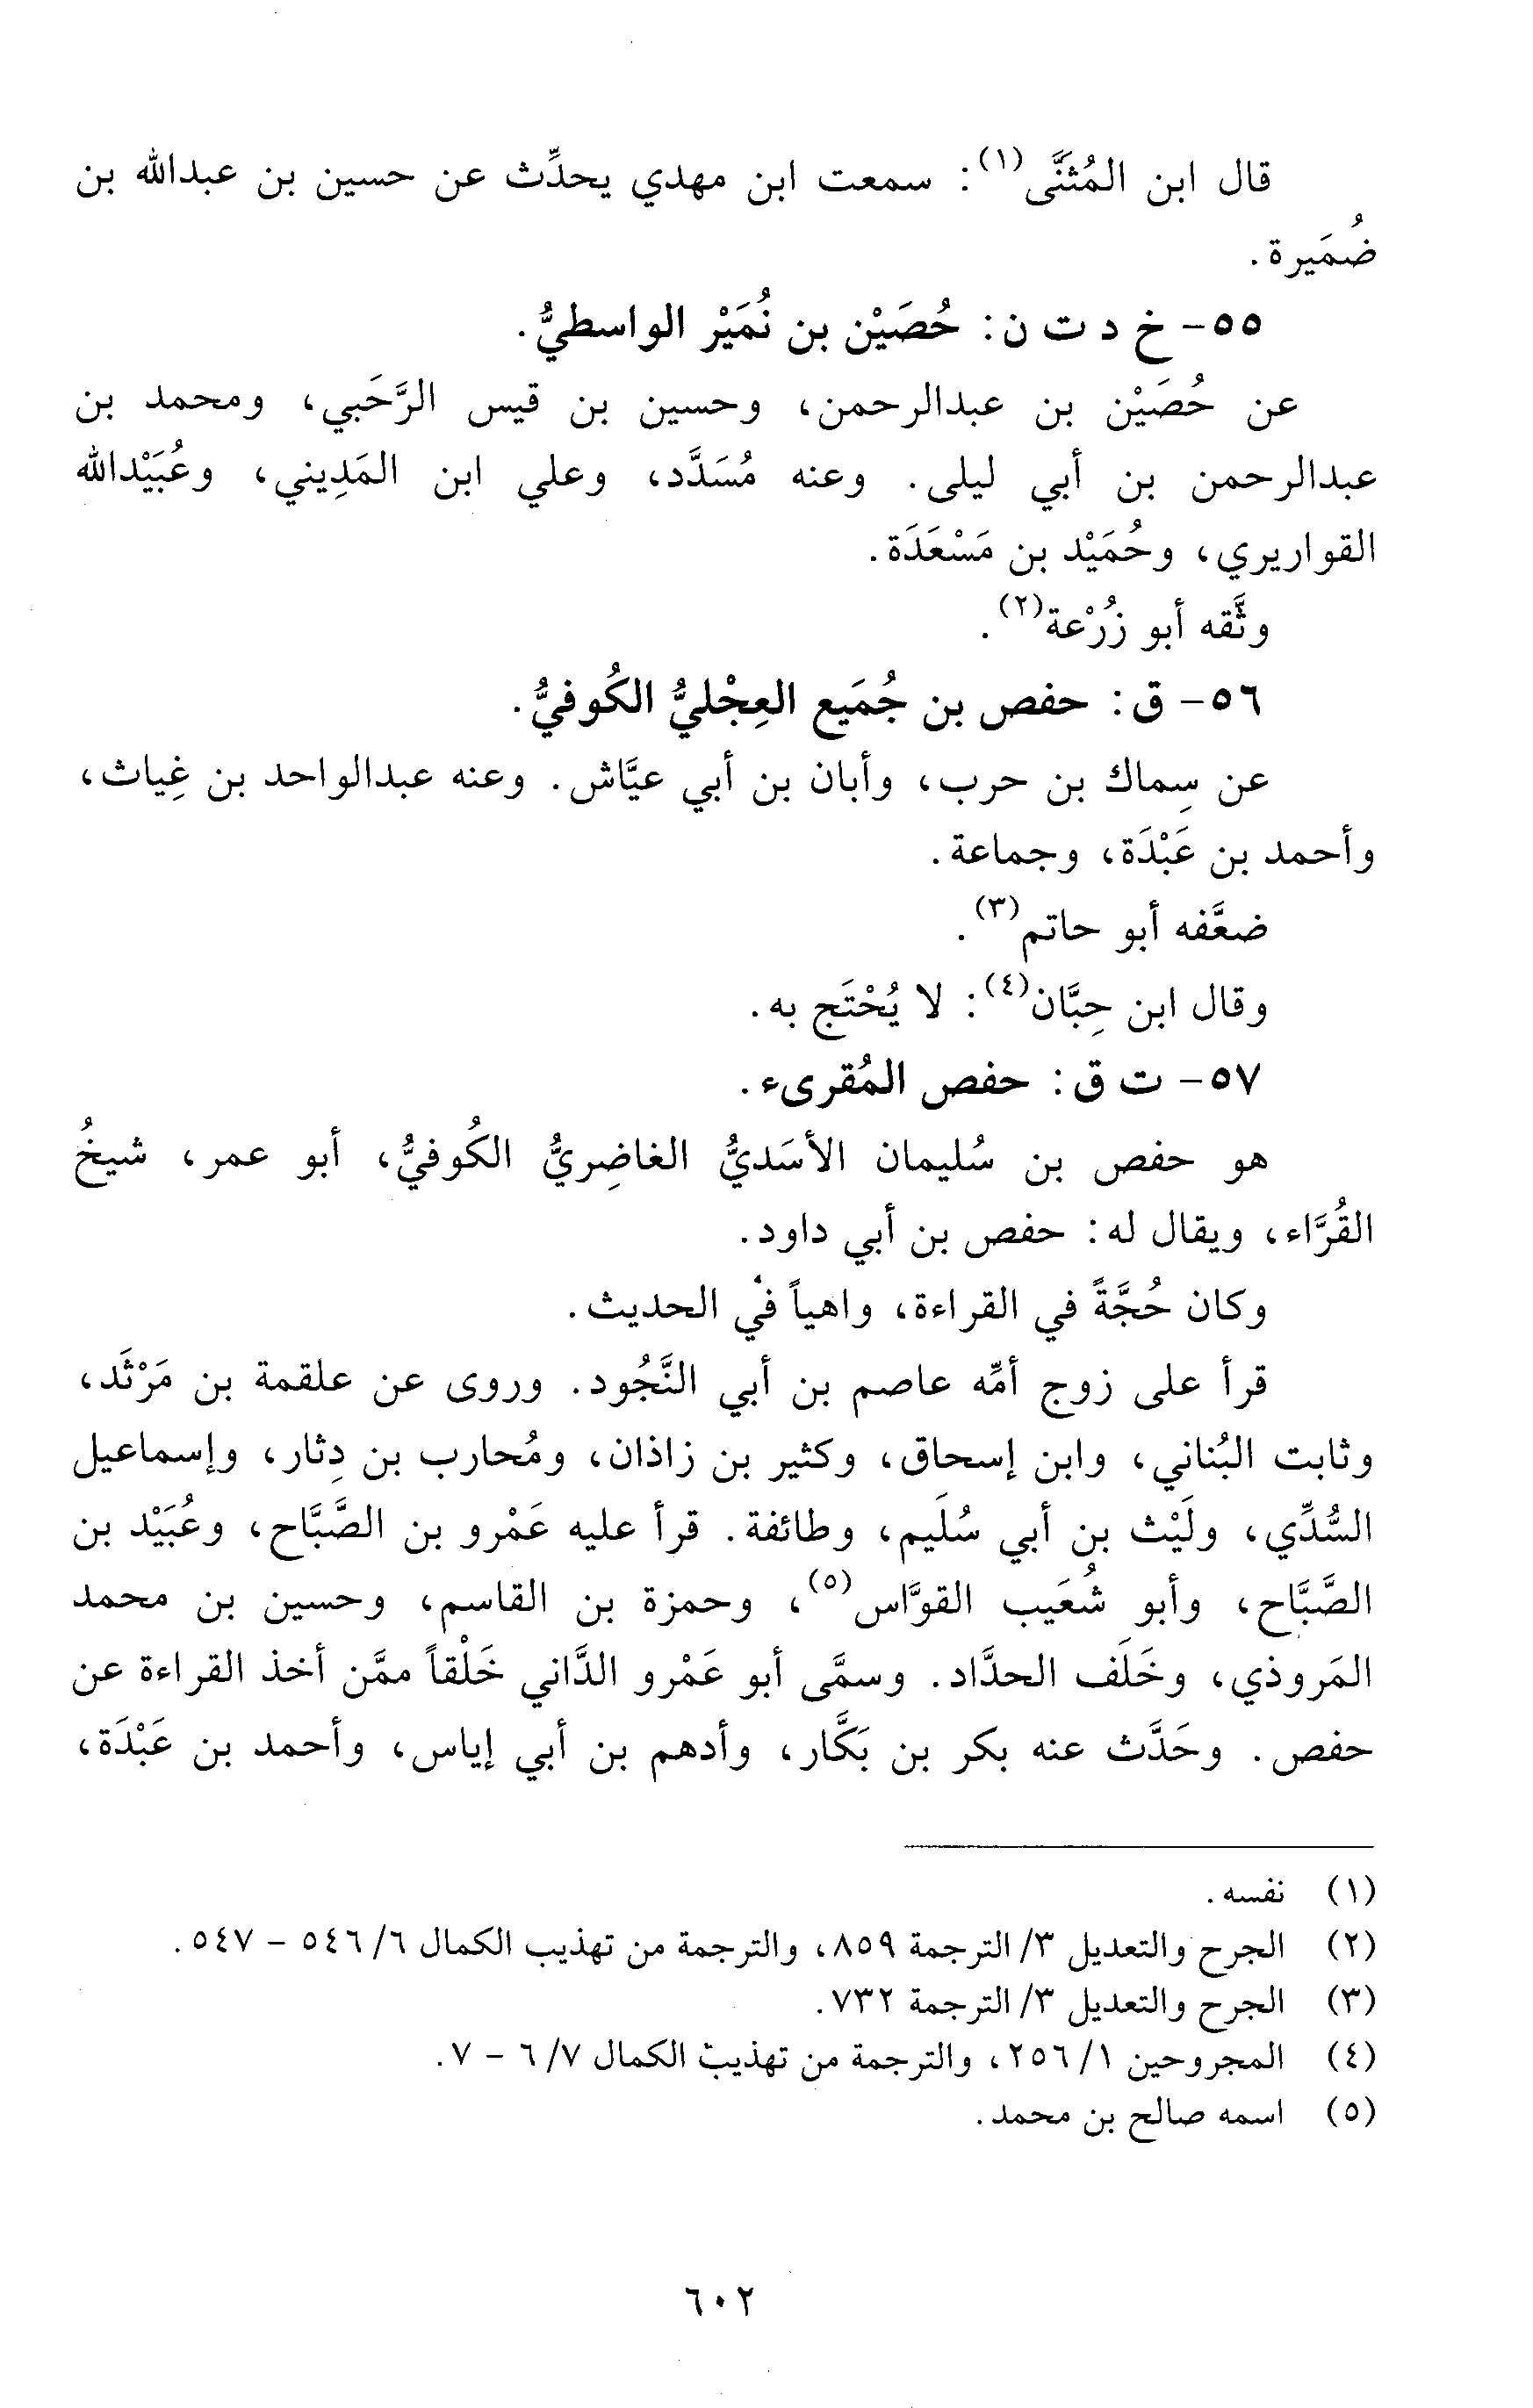 قال ابن المُثنَّى(١): سمعت ابن مهدي يحدِّث عن حسين بن عبدالله بن
ضُمَيرة.
٥٥- خ د ت ن: حُصَيْن بن نُمَيْر الواسطيُّ.
عن حُصَيْن بن عبدالرحمن، وحسين بن قيس الرَّحَبي، ومحمد بن
عبدالرحمن بن أبي ليلى. وعنه مُسَدَّد، وعلي ابن المَدِيني، وعُبَيْدالله
القواريري، وحُمَيْد بن مَسْعَدَة.
وثَّقه أبو زُرْعة(٢).
٥٦- ق: حفص بن جُمَيع العِجْليُّ الكُوفيُّ.
عن سِماك بن حرب، وأبان بن أبي عيَّاش. وعنه عبدالواحد بن غِياث،
وأحمد بن عَبْدَة، وجماعة.
ضعَّفه أبو حاتم(٣).
وقال ابن حِبَّان(٤): لا يُحْتَج به.
٥٧- ت ق: حفص المُقرىء.
هو حفص بن سُليمان الأسَديُّ الغاضِريُّ الكُوفيُّ، أبو عمر، شيخُ
القُرَّاء، ويقال له: حفص بن أبي داود.
وكان حُجَّةً في القراءة، واهياً في الحديث.
قرأ على زوج أمِّه عاصم بن أبي النَّجُود. وروى عن علقمة بن مَرْثَد،
وثابت البُناني، وابن إسحاق، وكثير بن زاذان، ومُحارب بن دِثار، وإسماعيل
السُّدِّي، ولَيْث بن أبي سُلَيم، وطائفة. قرأ عليه عَمْرو بن الصَّبَّاح، وعُبَيْد بن
الصَّبَّاح، وأبو شُعَيب القوَّاس(٥)، وحمزة بن القاسم، وحسين بن محمد
المَروذي، وخَلَف الحدَّاد. وسمَّى أبو عَمْرو الدَّاني خَلْقاً ممَّن أخذ القراءة عن
حفص. وحَدَّث عنه بكر بن بَكَّار، وأدهم بن أبي إياس، وأحمد بن عَبْدَة،
(١) نفسه.
(٢) الجرح والتعديل ٣/ الترجمة ٨٥٩، والترجمة من تهذيب الكمال ٦/ ٥٤٦ - ٥٤٧.
(٣) الجرح والتعديل ٣/ الترجمة ٧٣٢.
(٤) المجروحين ١/ ٢٥٦، والترجمة من تهذيب الكمال ٧/ ٦ - ٧.
(٥) اسمه صالح بن محمد.
٦٠٢